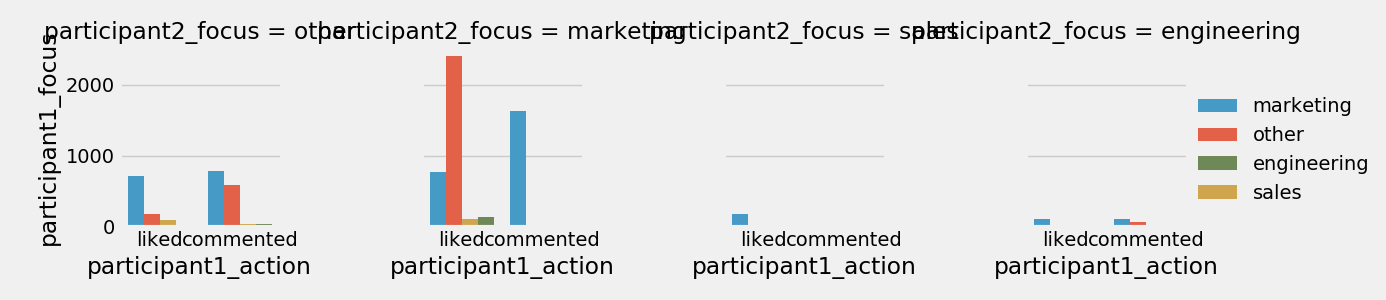 participant2_focus = other
participant2_focus = marketing
participant2_focus = sales
participant2_focus = engineering
participant1_focus
2000
1000
0
liked commented
liked commented
liked commented
liked commented
participant1_action
participant1_action
participant1_action
participant1_action
marketing
other
engineering
sales